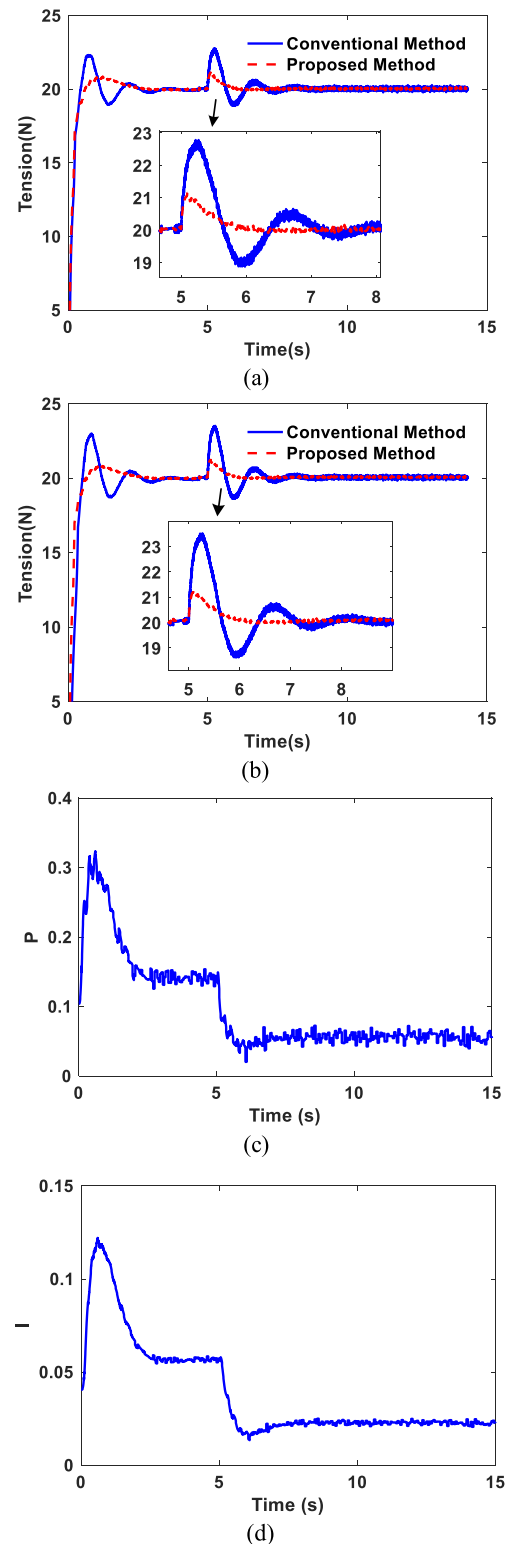 25
20
15
10
5
Tension(N)
Conventional Method
Proposed Method
23
22
21
20
19
5 6 7 8
0 5 10 15
Time(s)
(a)
25
20
15
10
5
Tension(N)
Conventional Method
Proposed Method
23
22
21
20
19
5 6 7 8
0 5 10 15
Time(s)
(b)
0.4
0.3
0.2
0.1
0
P
0 5 10 15
Time (s)
(c)
0.15
0.1
0.05
0
I
0 5 10 15
Time (s)
(d)